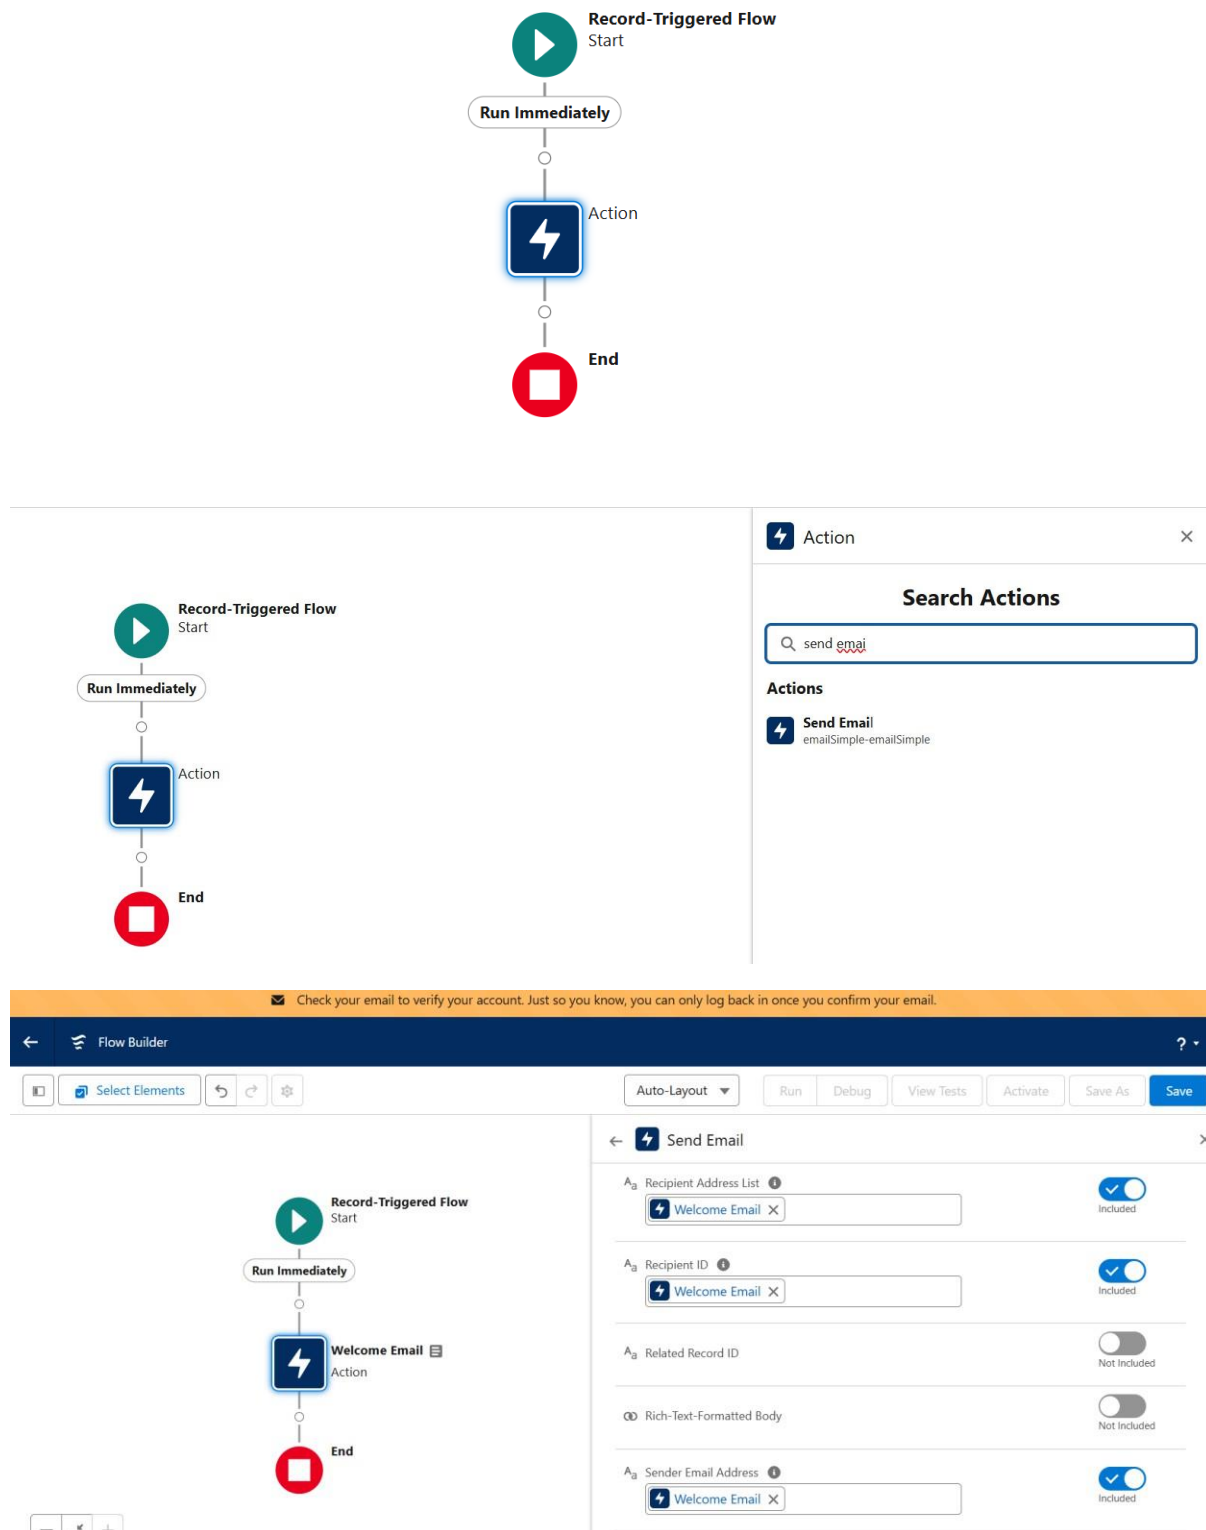 Record-Triggered Flow
Start
Run Immediately
Action
End
Action
Search Actions
send emai
Actions
Send Email
emailSimple-emailSimple
Record-Triggered Flow
Start
Run Immediately
Action
End
Check your email to verify your account. Just so you know, you can only log back in once you confirm your email.
Flow Builder
?
Select Elements
Auto-Layout
Run
Debug
View Tests
Activate
Save As
Save
Send Email
Record-Triggered Flow
Start
Run Immediately
Welcome Email
Action
End
Aa Recipient Address List
Welcome Email
Included
Aa Recipient ID
Welcome Email
Included
Aa Related Record ID
Not Included
Rich-Text-Formatted Body
Not Included
Aa Sender Email Address
Welcome Email
Included